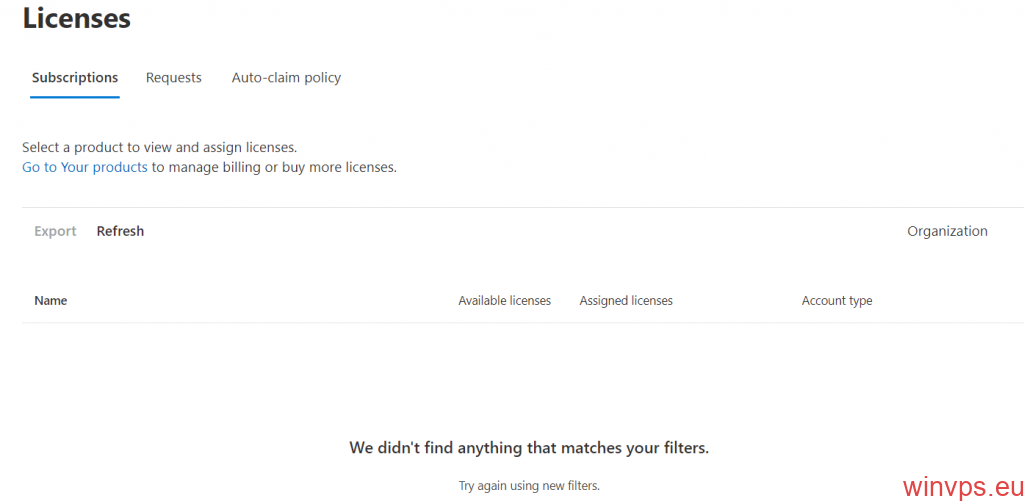 Licenses
Subscriptions Requests Auto-claim policy
Select a product to view and assign licenses.
Go to Your products to manage billing or buy more licenses.
Export Refresh Organization
Name Available licenses Assigned licenses Account type
We didn't find anything that matches your filters.
Try again using new filters.
winvps.eu